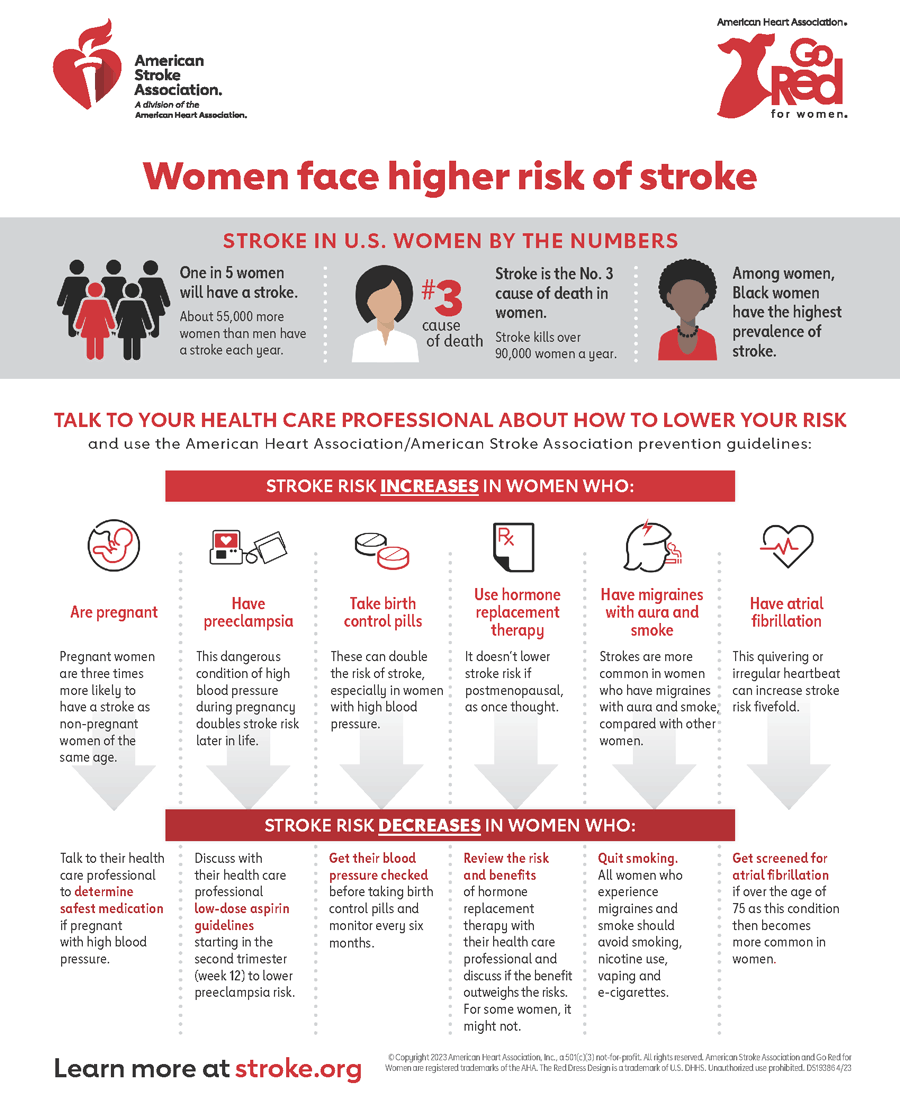 American
Stroke
Association.
A division of the
American Heart Association.
American Heart Association.
Go
Red
for women.
Women face higher risk of stroke
STROKE IN U.S. WOMEN BY THE NUMBERS
One in 5 women
will have a stroke.
About 55,000 more
women than men have
a stroke each year.
#3
cause
of death
Stroke is the No. 3
cause of death in
women.
Stroke kills over
90,000 women a year.
Among women,
Black women
have the highest
prevalence of
stroke.
TALK TO YOUR HEALTH CARE PROFESSIONAL ABOUT HOW TO LOWER YOUR RISK
and use the American Heart Association/American Stroke Association prevention guidelines:
STROKE RISK INCREASES IN WOMEN WHO:
Are pregnant
Pregnant women
are three times
more likely to
have a stroke as
non-pregnant
women of the
same age.
Have
preeclampsia
This dangerous
condition of high
blood pressure
during pregnancy
doubles stroke risk
later in life.
Take birth
control pills
These can double
the risk of stroke,
especially in women
with high blood
pressure.
Rx
Use hormone
replacement
therapy
It doesn't lower
stroke risk if
postmenopausal,
as once thought.
Have migraines
with aura and
smoke
Strokes are more
common in women
who have migraines
with aura and smoke,
compared with other
women.
Have atrial
fibrillation
This quivering or
irregular heartbeat
can increase stroke
risk fivefold.
STROKE RISK DECREASES IN WOMEN WHO:
Talk to their health
care professional
to determine
safest medication
if pregnant
with high blood
pressure.
Discuss with
their health care
professional
low-dose aspirin
guidelines
starting in the
second trimester
(week 12) to lower
preeclampsia risk.
Get their blood
pressure checked
before taking birth
control pills and
monitor every six
months.
Review the risk
and benefits
of hormone
replacement
therapy with
their health care
professional and
discuss if the benefit
outweighs the risks.
For some women, it
might not.
Quit smoking.
All women who
experience
migraines and
smoke should
avoid smoking,
nicotine use,
vaping and
e-cigarettes.
Get screened for
atrial fibrillation
if over the age of
75 as this condition
then becomes
more common in
women.
Learn more at stroke.org
© Copyright 2023 American Heart Association, Inc., a 501(c)(3) not-for-profit. All rights reserved. American Stroke Association and Go Red for
Women are registered trademarks of the AHA. The Red Dress Design is a trademark of U.S. DHHS. Unauthorized use prohibited. DS19386 4/23